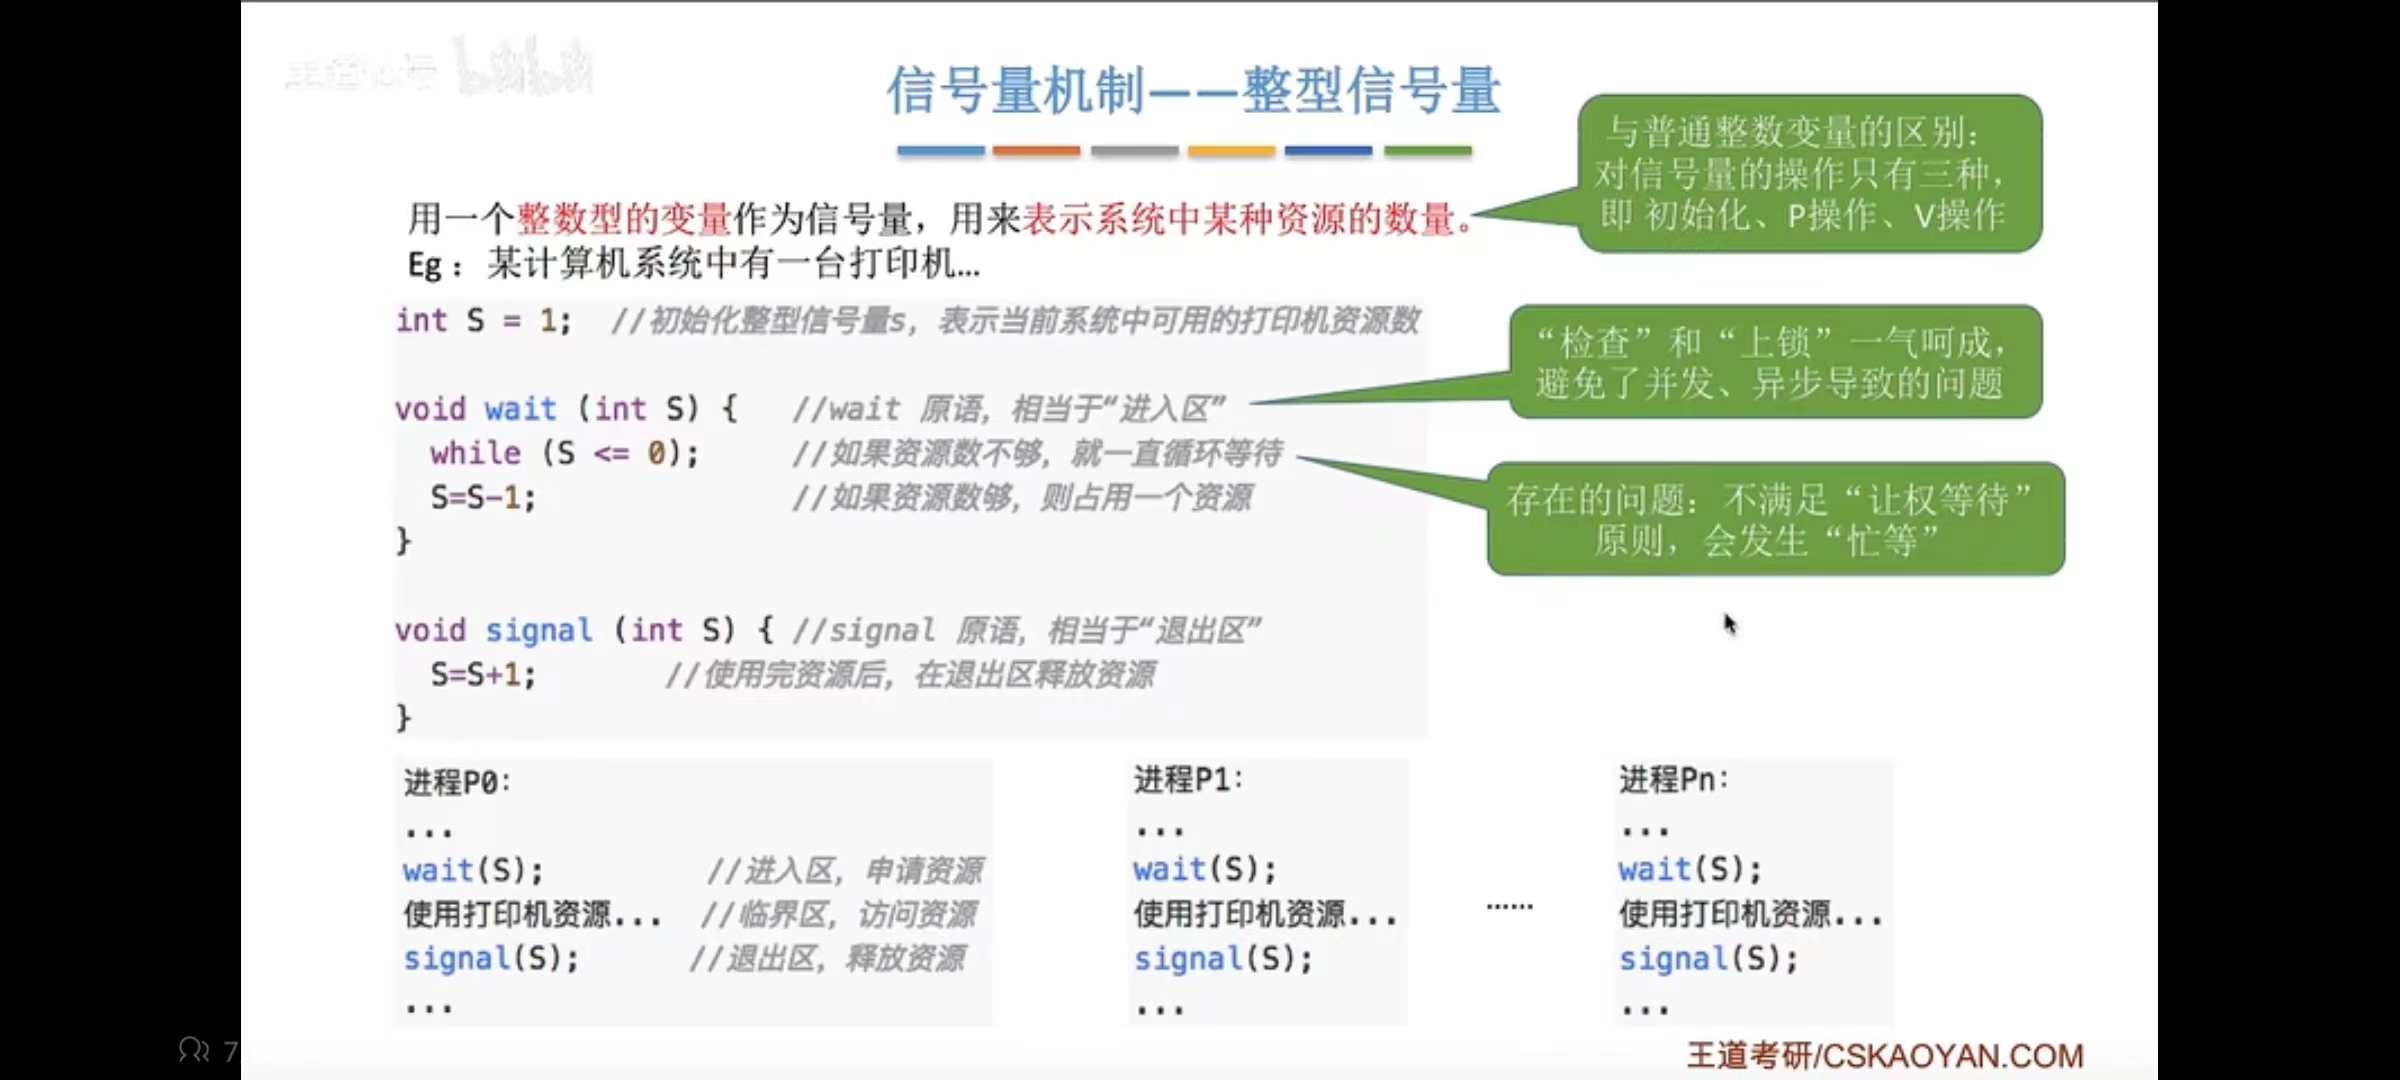 信号量机制——整型信号量
与普通整数变量的区别：
对信号量的操作只有三种，
即 初始化、P操作、V操作
用一个整数型的变量作为信号量，用来表示系统中某种资源的数量。
Eg：某计算机系统中有一台打印机…
int S = 1;  //初始化整型信号量s，表示当前系统中可用的打印机资源数
“检查”和“上锁”一气呵成，
避免了并发、异步导致的问题
void wait (int S) {  //wait 原语，相当于“进入区”
while (S <= 0);  //如果资源数不够，就一直循环等待
S=S-1;  //如果资源数够，则占用一个资源
}
存在的问题：不满足“让权等待”
原则，会发生“忙等”
void signal (int S) { //signal 原语，相当于“退出区”
S=S+1;  //使用完资源后，在退出区释放资源
}
进程P0：
...
wait(S);  //进入区，申请资源
使用打印机资源...  //临界区，访问资源
signal(S);  //退出区，释放资源
...
进程P1：
...
wait(S);
使用打印机资源...
signal(S);
...
……
进程Pn：
...
wait(S);
使用打印机资源...
signal(S);
...
7
王道考研/CSKAOYAN.COM